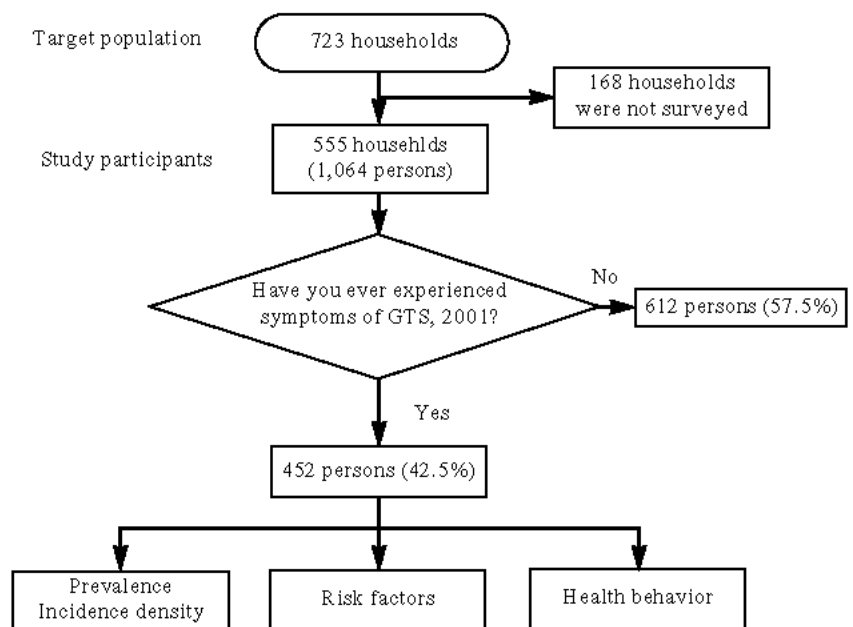 Target population
723 households
168 households
were not surveyed
Study participants
555 househlds
(1,064 persons)
Have you ever experienced
symptoms of GTS, 2001?
No
612 persons (57.5%)
Yes
452 persons (42.5%)
Prevalence
Incidence density
Risk factors
Health behavior